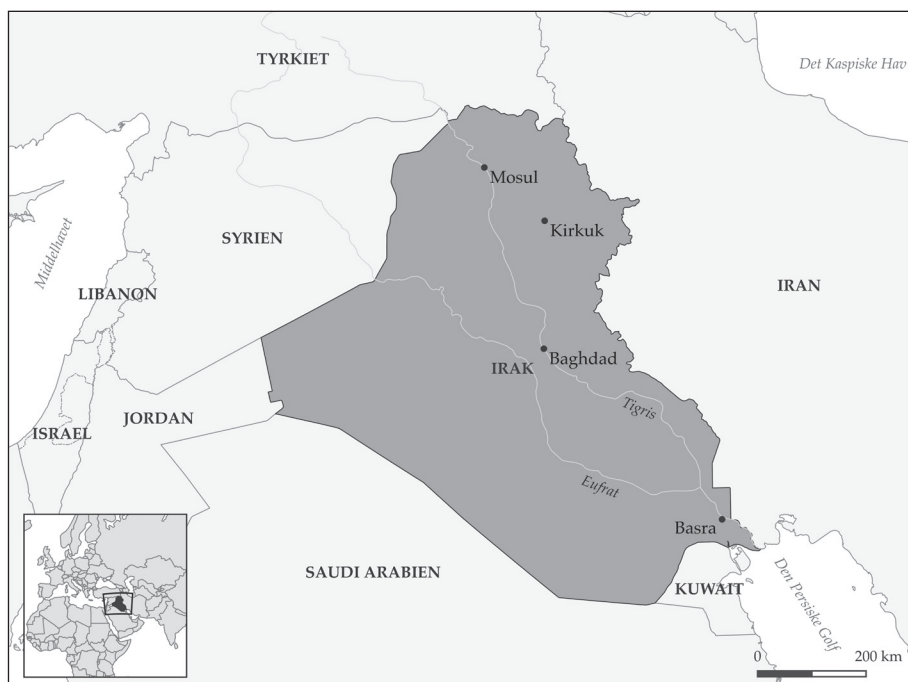 TYRKIET
Det Kaspiske Hav
Mosul
Kirkuk
SYRIEN
Middelhavet
LIBANON
IRAN
Baghdad
IRAK
Tigris
JORDAN
ISRAEL
Eufrat
Basra
SAUDI ARABIEN
KUWAIT
Den Persiske Golf
0 200 km